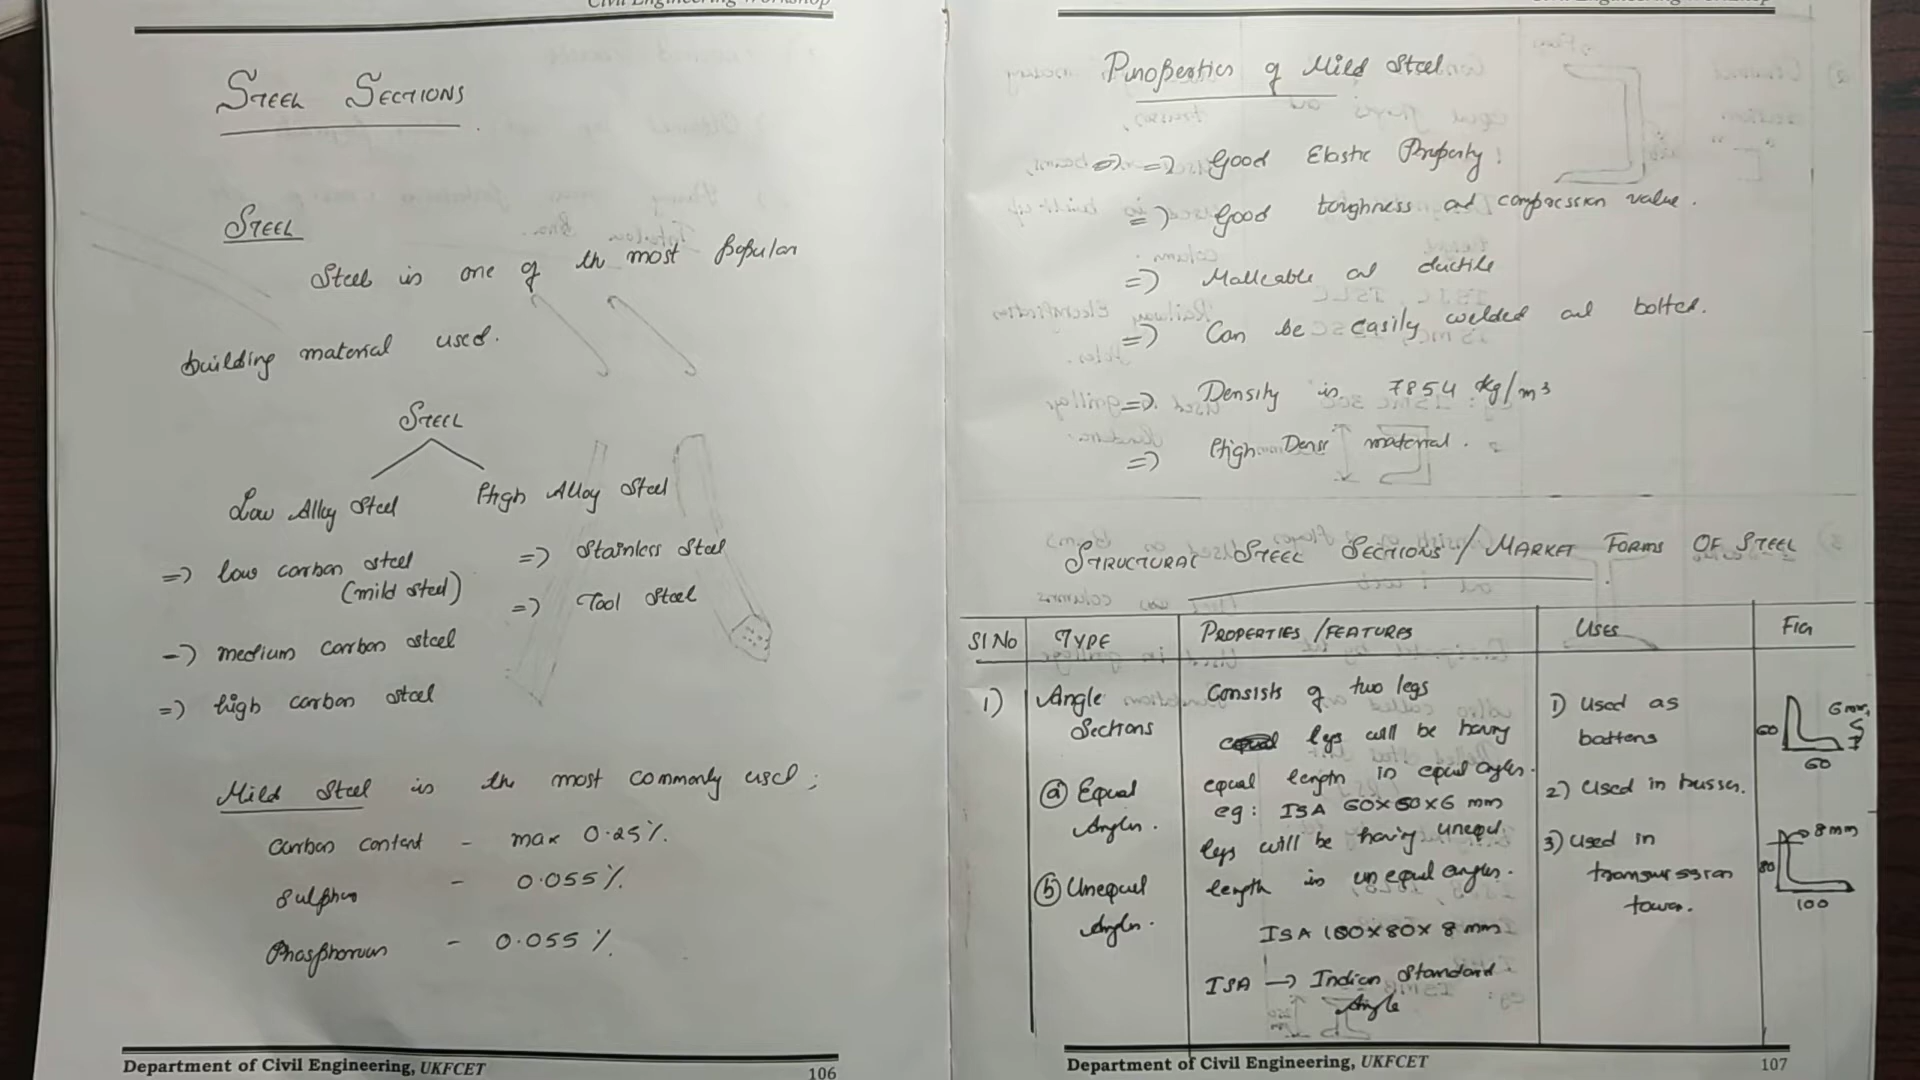 Civil Engineering Workshop
STEEL SECTIONS
STEEL
Steel is one of the most popular
building material used.
STEEL
Low Alloy Steel
High Alloy Steel
=> low carbon steel
(mild steel)
-> medium carbon steel
=> high carbon steel
=> Stainless Steel
=> Tool Steel
Mild Steel is the most commonly used;
Carbon content - max 0.25%.
Sulphur - 0.055%.
Phosphorus - 0.055%.
Department of Civil Engineering, UKFCET
106
Civil Engineering Workshop
Properties of Mild Steel
=> Good Elastic Property.
=> Good toughness and compression value.
=> Malleable and ductile
=> Can be easily welded and bolted.
=> Density is 7854 kg/m3
=> High Dense material.
STRUCTURAL STEEL SECTIONS / MARKET FORMS OF STEEL
Sl No
TYPE
PROPERTIES/FEATURES
USES
FIG
1)
Angle
Sections
(a) Equal
Angles.
(b) Unequal
Angles.
Consists of two legs
legs will be having
equal length in equal angles.
eg: ISA 60x60x6 mm
legs will be having unequal
length in unequal angles.
ISA 100x80x8 mm
ISA -> Indian Standard
Angle
1) Used as
battens
2) Used in trusses.
3) Used in
transmission
tower.
6mm
60
60
8mm
80
100
Department of Civil Engineering, UKFCET
107